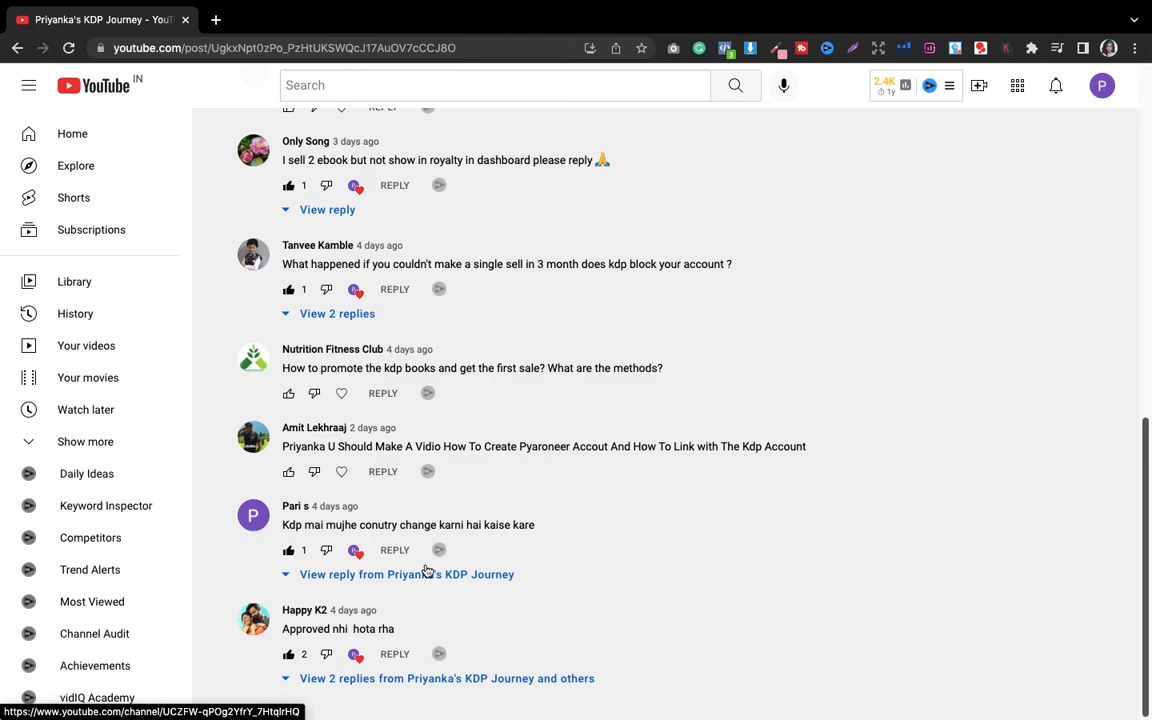 Priyanka's KDP Journey - YouT
youtube.com/post/UgkxNpt0zPo_PzHtUKSWQcJ17AuOV7cCCJ8O
YouTube IN
Search
2.4K
1y
P
Home
Explore
Shorts
Subscriptions
Library
History
Your videos
Your movies
Watch later
Show more
Daily Ideas
Keyword Inspector
Competitors
Trend Alerts
Most Viewed
Channel Audit
Achievements
vidIQ Academy
REPLY
Only Song 3 days ago
I sell 2 ebook but not show in royalty in dashboard please reply 🙏
1 REPLY
View reply
Tanvee Kamble 4 days ago
What happened if you couldn't make a single sell in 3 month does kdp block your account ?
1 REPLY
View 2 replies
Nutrition Fitness Club 4 days ago
How to promote the kdp books and get the first sale? What are the methods?
REPLY
Amit Lekhraaj 2 days ago
Priyanka U Should Make A Vidio How To Create Pyaroneer Accout And How To Link with The Kdp Account
REPLY
P
Pari s 4 days ago
Kdp mai mujhe conutry change karni hai kaise kare
1 REPLY
View reply from Priyanka's KDP Journey
Happy K2 4 days ago
Approved nhi hota rha
2 REPLY
View 2 replies from Priyanka's KDP Journey and others
https://www.youtube.com/channel/UCZFW-qPOg2YfrY_7HtqlrHQ